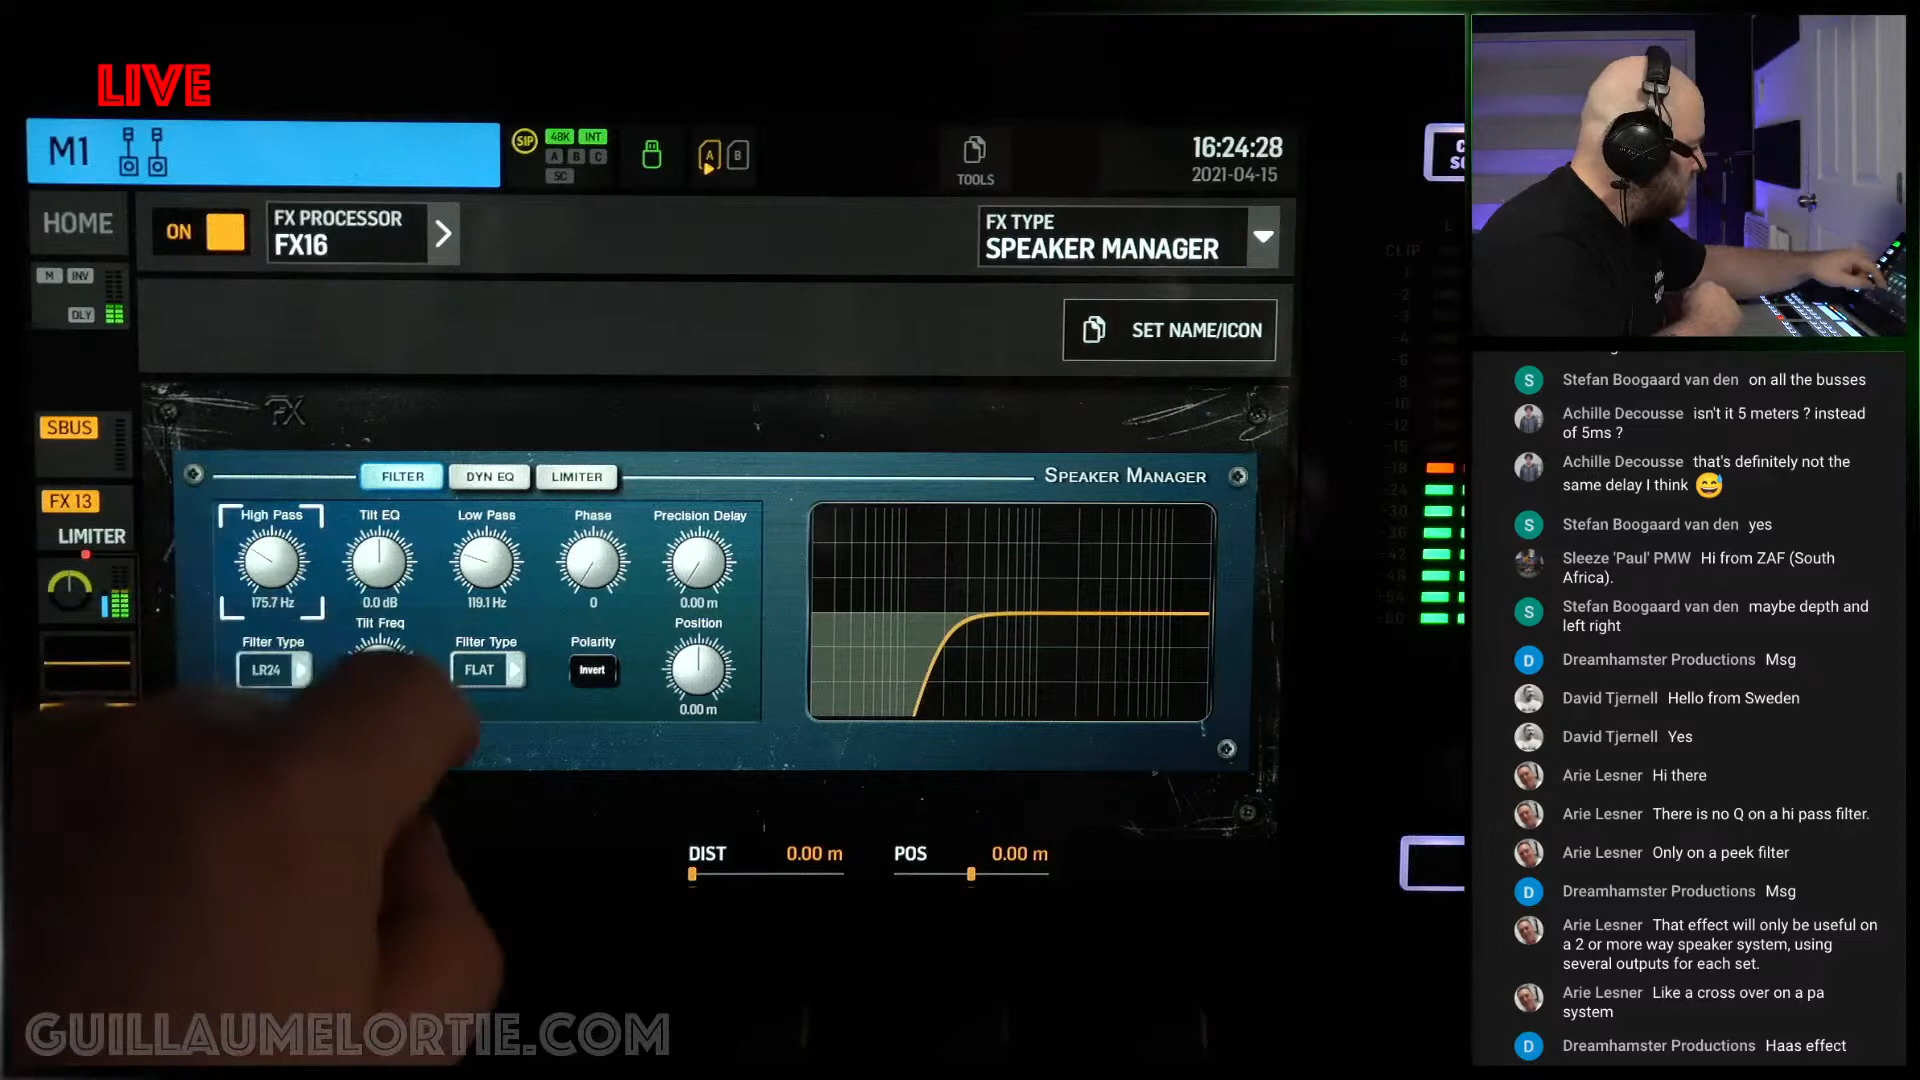 LIVE
M1
SIP
48K INT
A B C
SC
A B
TOOLS
16:24:28
2021-04-15
HOME
ON
FX PROCESSOR
FX16
FX TYPE
SPEAKER MANAGER
M INV
DLY
SET NAME/ICON
FX
SBUS
FX 13
LIMITER
FILTER DYN EQ LIMITER
SPEAKER MANAGER
High Pass Tilt EQ Low Pass Phase Precision Delay
175.7 Hz 0.0 dB 119.1 Hz 0 0.00 m
Tilt Freq Position
Filter Type Filter Type Polarity
LR24 FLAT Invert
0.00 m
DIST 0.00 m POS 0.00 m
L
CLIP
GUILLAUMELORTIE.COM
S Stefan Boogaard van den on all the busses
Achille Decousse isn't it 5 meters ? instead
of 5ms ?
Achille Decousse that's definitely not the
same delay I think 😅
S Stefan Boogaard van den yes
Sleeze 'Paul' PMW Hi from ZAF (South
Africa).
S Stefan Boogaard van den maybe depth and
left right
D Dreamhamster Productions Msg
David Tjernell Hello from Sweden
David Tjernell Yes
Arie Lesner Hi there
Arie Lesner There is no Q on a hi pass filter.
Arie Lesner Only on a peek filter
D Dreamhamster Productions Msg
Arie Lesner That effect will only be useful on
a 2 or more way speaker system, using
several outputs for each set.
Arie Lesner Like a cross over on a pa
system
D Dreamhamster Productions Haas effect